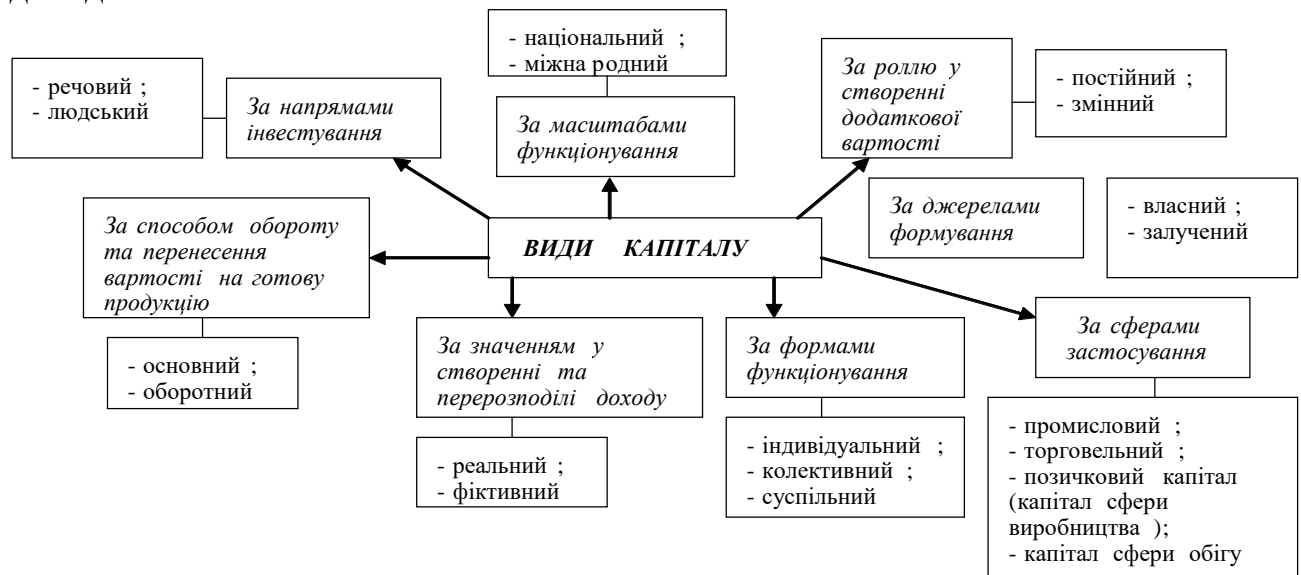 - національний ;
- міжна родний
- речовий ;
- людський
За напрямами
інвестування
За масштабами
функціонування
За роллю у
створенні
додаткової
вартості
- постійний ;
- змінний
За джерелами
формування
- власний ;
- залучений
За способом обороту
та перенесення
вартості на готову
продукцію
ВИДИ КАПІТАЛУ
- основний ;
- оборотний
За значенням у
створенні та
перерозподілі доходу
За формами
функціонування
За сферами
застосування
- реальний ;
- фіктивний
- індивідуальний ;
- колективний ;
- суспільний
- промисловий ;
- торговельний ;
- позичковий капітал
(капітал сфери
виробництва );
- капітал сфери обігу